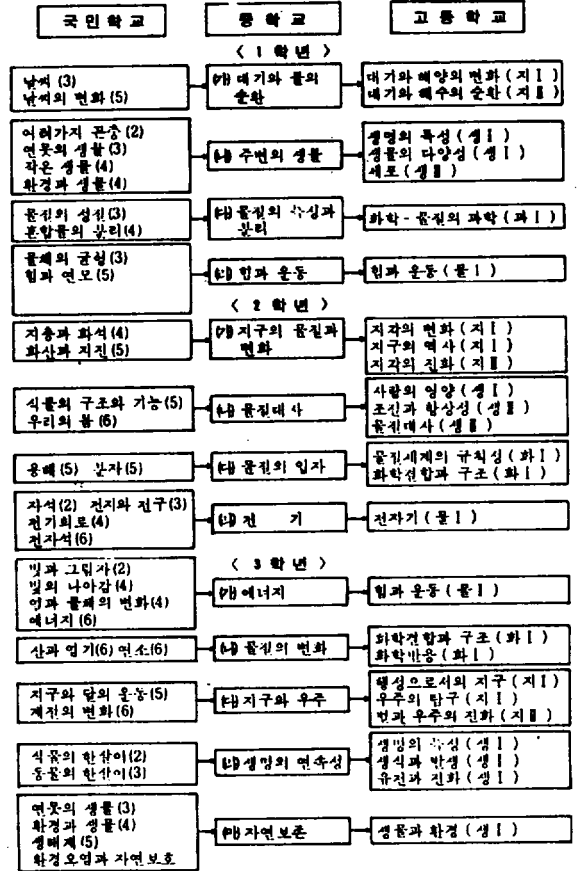 국민학교 중학교 고등학교
< 1 학년 >
날씨 (3)
날씨의 변화 (5)
(가) 대기와 물의
순환
대기와 해양의 변화 ( 지 Ⅰ )
대기와 해수의 순환 ( 지 Ⅱ )
여러가지 곤충 (2)
연못의 생물 (3)
작은 생물 (4)
환경과 생물 (4)
(나) 주변의 생물
생명의 특성 ( 생 Ⅰ )
생물의 다양성 ( 생 Ⅰ )
세포 ( 생 Ⅱ )
물질의 성질 (3)
혼합물의 분리 (4)
(다) 물질의 특성과
분리
화학 - 물질의 과학 ( 화 Ⅰ )
물체의 균형 (3)
힘과 연모 (5)
(라) 힘과 운동
힘과 운동 ( 물 Ⅰ )
< 2 학년 >
지층과 화석 (4)
화산과 지진 (5)
(가) 지구의 물질과
변화
지각의 변화 ( 지 Ⅰ )
지구의 역사 ( 지 Ⅰ )
지각의 진화 ( 지 Ⅱ )
식물의 구조와 기능 (5)
우리의 몸 (6)
(나) 물질대사
사람의 영양 ( 생 Ⅰ )
조절과 항상성 ( 생 Ⅱ )
물질대사 ( 생 Ⅱ )
용해 (5) 분자 (5)
(다) 물질의 입자
물질세계의 규칙성 ( 화 Ⅰ )
화학결합과 구조 ( 화 Ⅰ )
자석 (2) 전지와 전구 (3)
전기회로 (4)
전자석 (6)
(라) 전 기
전자기 ( 물 Ⅰ )
< 3 학년 >
빛과 그림자 (2)
빛의 나아감 (4)
열과 물체의 변화 (4)
에너지 (6)
(가) 에너지
힘과 운동 ( 물 Ⅰ )
산과 염기 (6) 연소 (6)
(나) 물질의 변화
화학결합과 구조 ( 화 Ⅰ )
화학반응 ( 화 Ⅰ )
지구와 달의 운동 (5)
계절의 변화 (6)
(다) 지구와 우주
행성으로서의 지구 ( 지 Ⅰ )
우주의 탐구 ( 지 Ⅰ )
별과 우주의 진화 ( 지 Ⅱ )
식물의 한살이 (2)
동물의 한살이 (3)
(라) 생명의 연속성
생명의 특성 ( 생 Ⅰ )
생식과 발생 ( 생 Ⅰ )
유전과 진화 ( 생 Ⅰ )
연못의 생물 (3)
환경과 생물 (4)
생태계 (5)
환경오염과 자연보호
(마) 자연보존
생물과 환경 ( 생 Ⅰ )